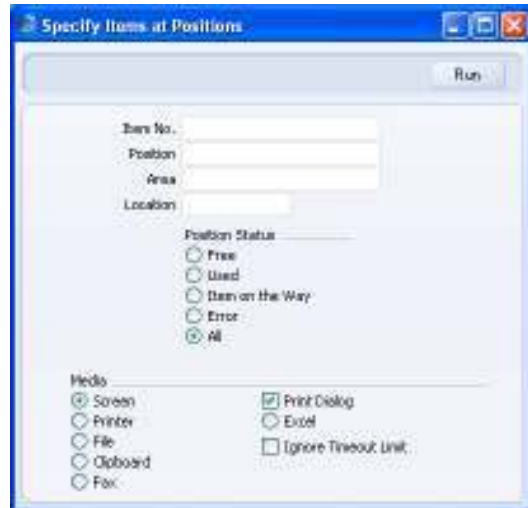 Specify Items at Positions
Run
Item No.
Position
Area
Location
Position Status
Free
Used
Item on the Way
Error
All
Media
Screen
Printer
File
Clipboard
Fax
Print Dialog
Excel
Ignore Timeout Limit